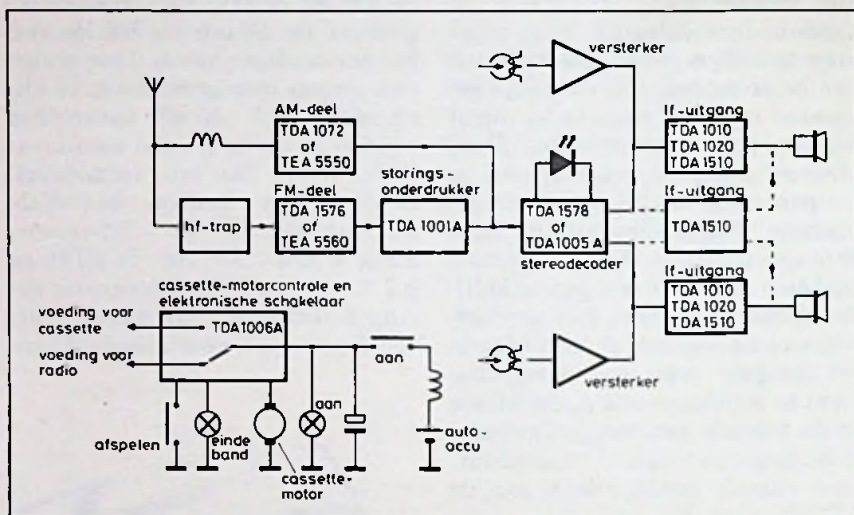 versterker
AM-deel
TDA 1072
of
TEA 5550
lf-uitgang
TDA 1010
TDA 1020
TDA 1510
hf-trap
FM-deel
TDA 1576
of
TEA 5560
storings-
onderdrukker
TDA 1001A
TDA 1578
of
TDA1005A
stereodecoder
lf-uitgang
TDA1510
lf-uitgang
TDA 1010
TDA 1020
TDA 1510
versterker
cassette-motorcontrole en
elektronische schakelaar
voeding voor
cassette
TDA1006A
voeding voor
radio
aan
afspelen
einde
band
cassette-
motor
aan
auto-
accu